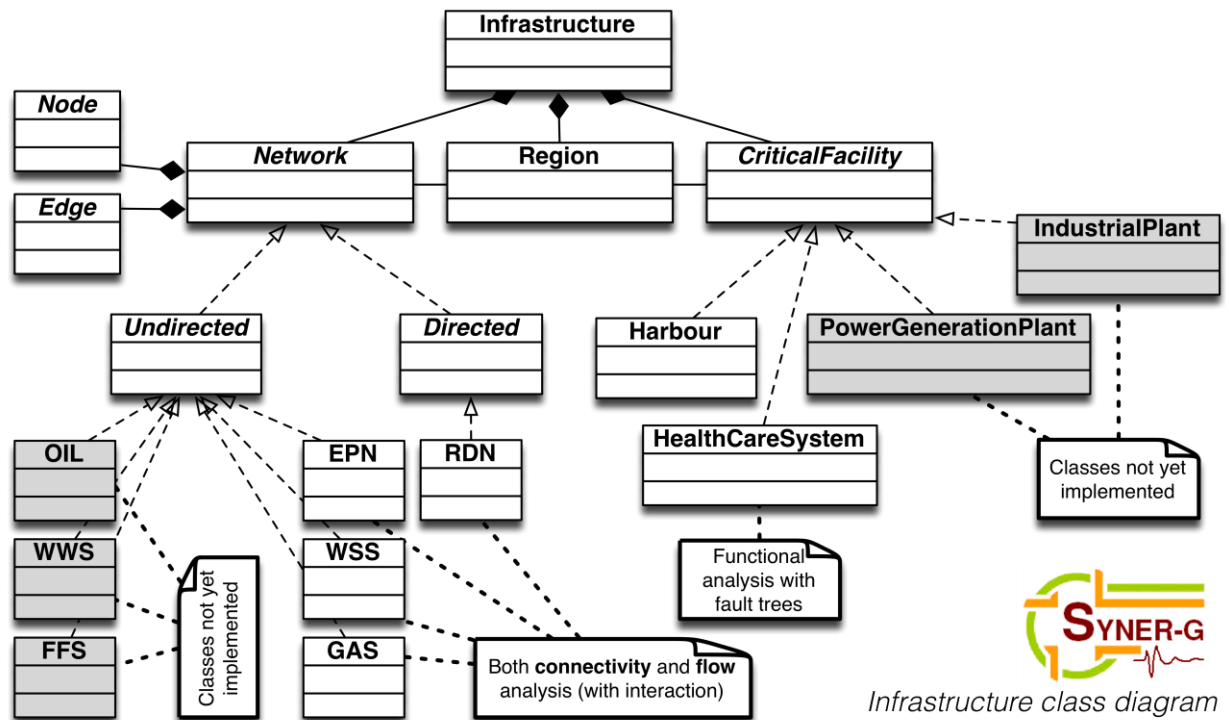 Infrastructure
Node
Network
Region
CriticalFacility
Edge
IndustrialPlant
Undirected
Directed
Harbour
PowerGenerationPlant
OIL
EPN
RDN
HealthCareSystem
Classes not yet
implemented
WWS
WSS
Classes not yet
implemented
Functional
analysis with
fault trees
FFS
GAS
Both connectivity and flow
analysis (with interaction)
SYNER-G
Infrastructure class diagram